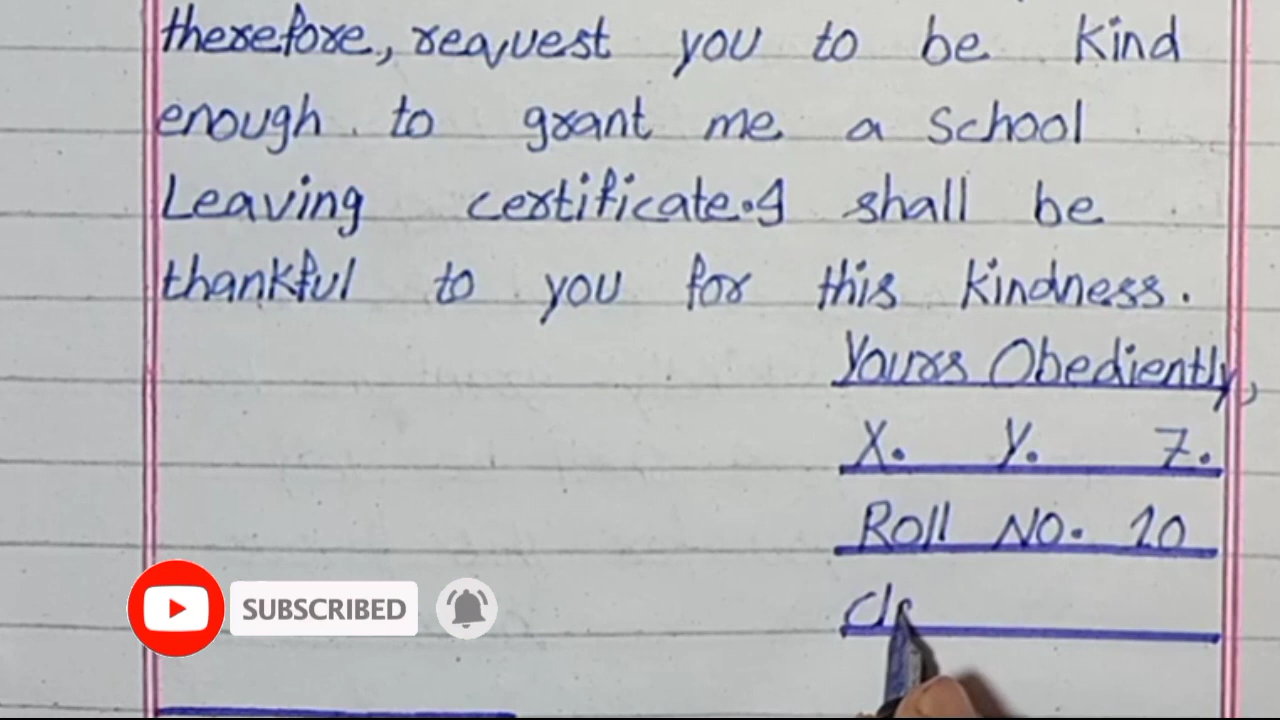 therefore, request you to be kind
enough to grant me a School
Leaving certificate. I shall be
thankful to you for this kindness.
Yours Obediently,
X. Y. Z.
Roll NO. 10
SUBSCRIBED